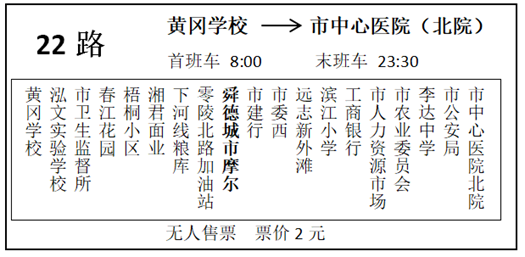 22 路
黄冈学校 → 市中心医院（北院）
首班车 8:00 末班车 23:30
黄冈学校
泓文实验学校
市卫生监督所
春江花园
梧桐小区
湘君面业
下河线粮库
零陵北路加油站
舜德城市摩尔
市建行
市委西
远志新外滩
滨江小学
工商银行
市人力资源市场
市农业委员会
李达中学
市公安局
市中心医院北院
无人售票 票价 2 元